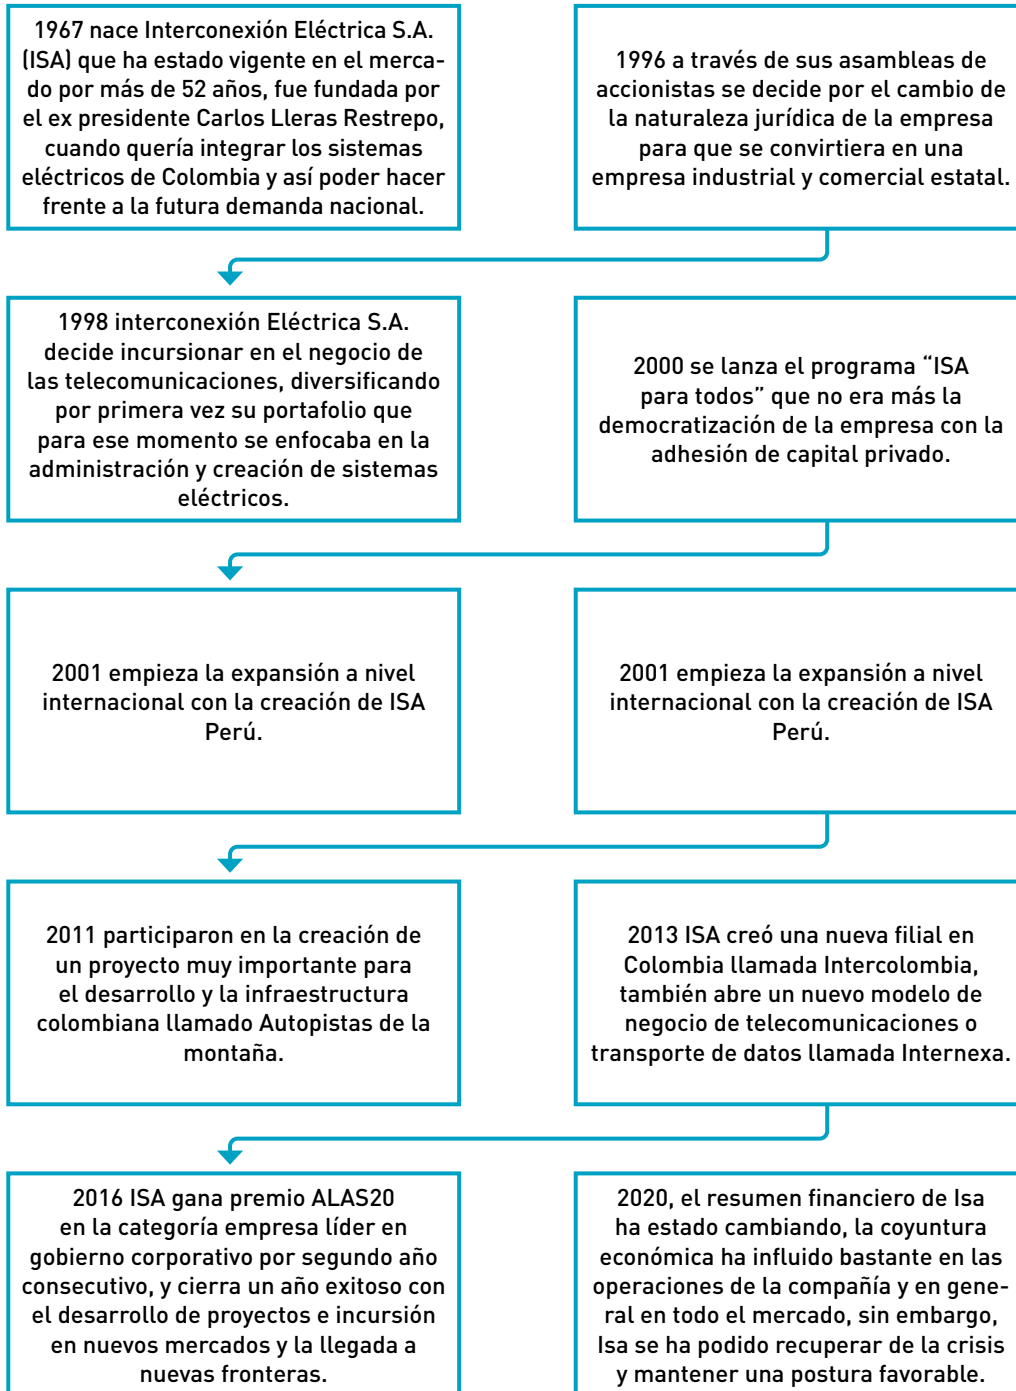 1967 nace Interconexión Eléctrica S.A.
(ISA) que ha estado vigente en el merca-
do por más de 52 años, fue fundada por
el ex presidente Carlos Lleras Restrepo,
cuando quería integrar los sistemas
eléctricos de Colombia y así poder hacer
frente a la futura demanda nacional.
1996 a través de sus asambleas de
accionistas se decide por el cambio de
la naturaleza jurídica de la empresa
para que se convirtiera en una
empresa industrial y comercial estatal.
1998 interconexión Eléctrica S.A.
decide incursionar en el negocio de
las telecomunicaciones, diversificando
por primera vez su portafolio que
para ese momento se enfocaba en la
administración y creación de sistemas
eléctricos.
2000 se lanza el programa “ISA
para todos” que no era más la
democratización de la empresa con la
adhesión de capital privado.
2001 empieza la expansión a nivel
internacional con la creación de ISA
Perú.
2001 empieza la expansión a nivel
internacional con la creación de ISA
Perú.
2011 participaron en la creación de
un proyecto muy importante para
el desarrollo y la infraestructura
colombiana llamado Autopistas de la
montaña.
2013 ISA creó una nueva filial en
Colombia llamada Intercolombia,
también abre un nuevo modelo de
negocio de telecomunicaciones o
transporte de datos llamada Internexa.
2016 ISA gana premio ALAS20
en la categoría empresa líder en
gobierno corporativo por segundo año
consecutivo, y cierra un año exitoso con
el desarrollo de proyectos e incursión
en nuevos mercados y la llegada a
nuevas fronteras.
2020, el resumen financiero de Isa
ha estado cambiando, la coyuntura
económica ha influido bastante en las
operaciones de la compañía y en gene-
ral en todo el mercado, sin embargo,
Isa se ha podido recuperar de la crisis
y mantener una postura favorable.